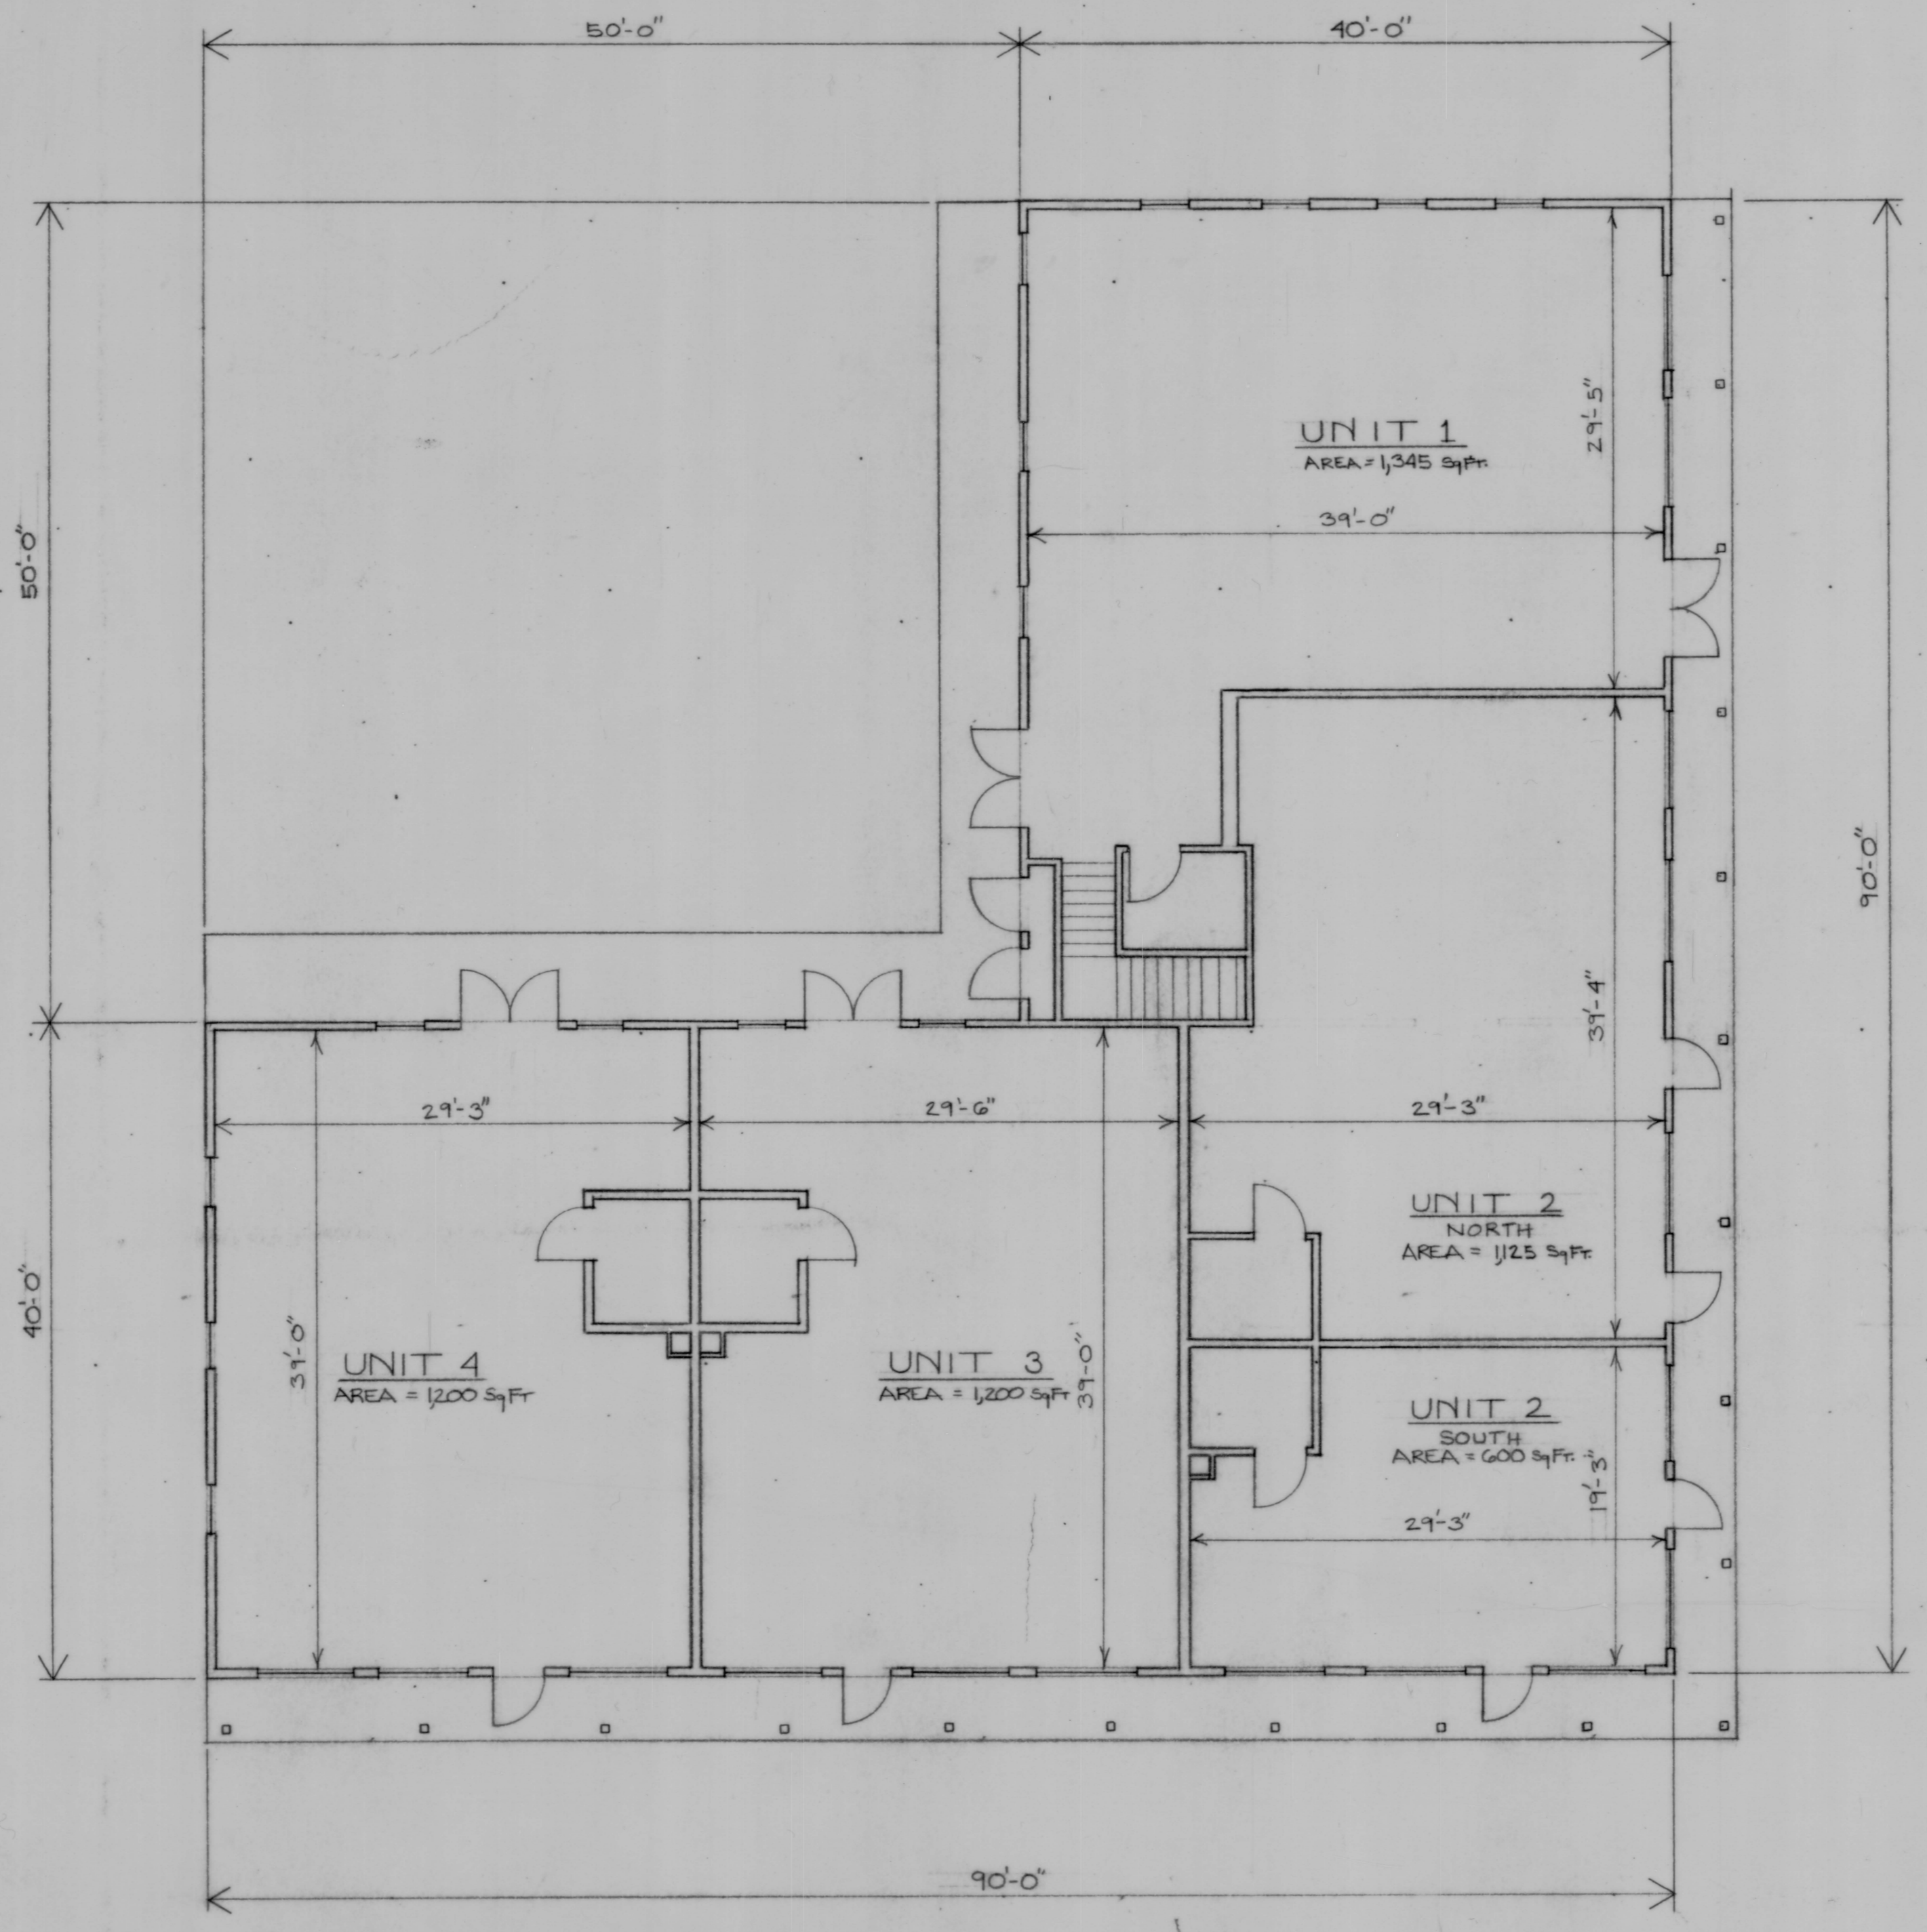 50'-0"
40'-0"
UNIT 1
AREA = 1,345 SqFt.
29'-5"
39'-0"
50'-0"
90'-0"
39'-4"
29'-3"
29'-6"
29'-3"
UNIT 2
NORTH
AREA = 1,125 SqFt.
40'-0"
39'-0"
UNIT 4
AREA = 1,200 SqFt
UNIT 3
AREA = 1,200 SqFt
39'-0"
UNIT 2
SOUTH
AREA = 600 SqFt.
19'-3"
29'-3"
90'-0"